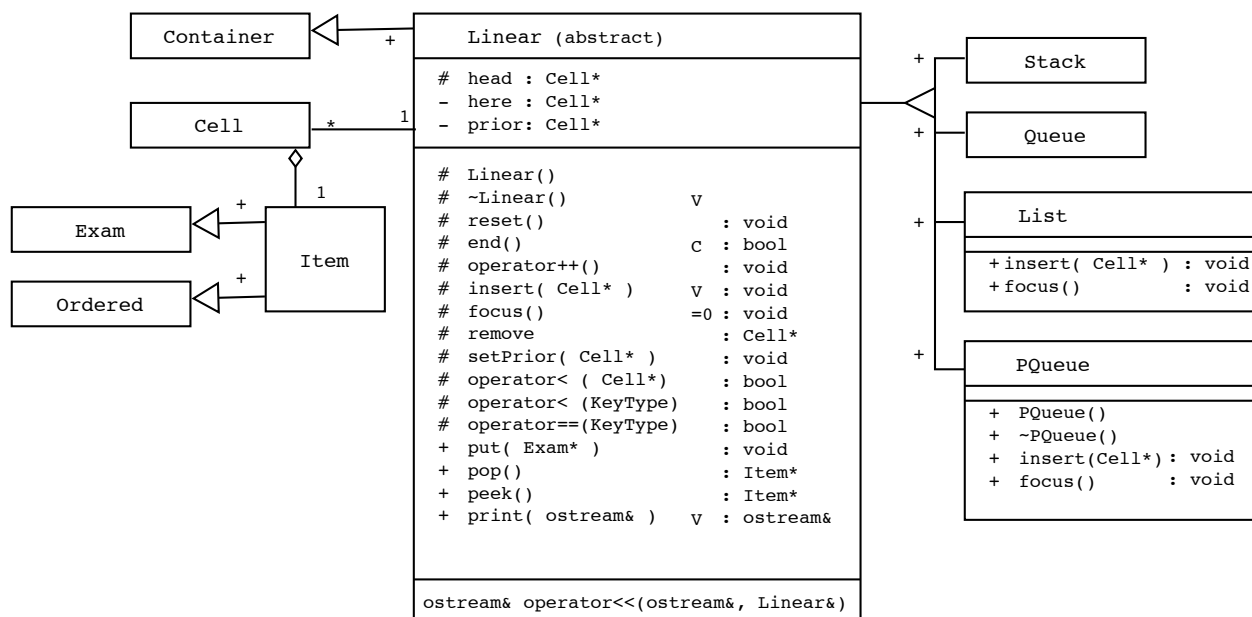 Container
+
Cell
*
1
1
Exam
+
Item
Ordered
+
Linear (abstract)
# head : Cell*
- here : Cell*
- prior: Cell*
# Linear()
# ~Linear() V
# reset() : void
# end() C : bool
# operator++() : void
# insert( Cell* ) V : void
# focus() =0 : void
# remove : Cell*
# setPrior( Cell* ) : void
# operator< ( Cell*) : bool
# operator< (KeyType) : bool
# operator==(KeyType) : bool
+ put( Exam* ) : void
+ pop() : Item*
+ peek() : Item*
+ print( ostream& ) V : ostream&
ostream& operator<<(ostream&, Linear&)
+
Stack
+
Queue
+
List
+ insert( Cell* ) : void
+ focus() : void
+
PQueue
+ PQueue()
+ ~PQueue()
+ insert(Cell*): void
+ focus() : void